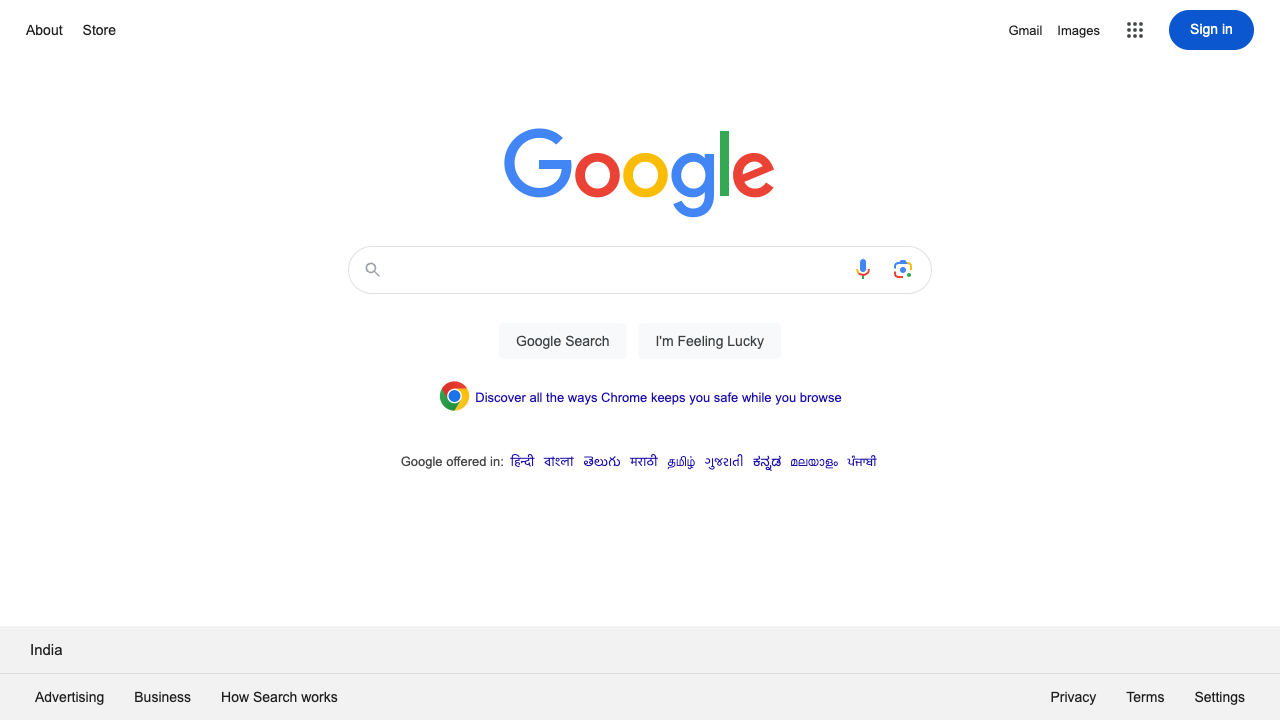 About Store Gmail Images Sign in
Google
Google Search I'm Feeling Lucky
Discover all the ways Chrome keeps you safe while you browse
Google offered in: हिन्दी বাংলা తెలుగు मराठी தமிழ் ગુજરાતી ಕನ್ನಡ മലയാളം ਪੰਜਾਬੀ
India
Advertising Business How Search works Privacy Terms Settings